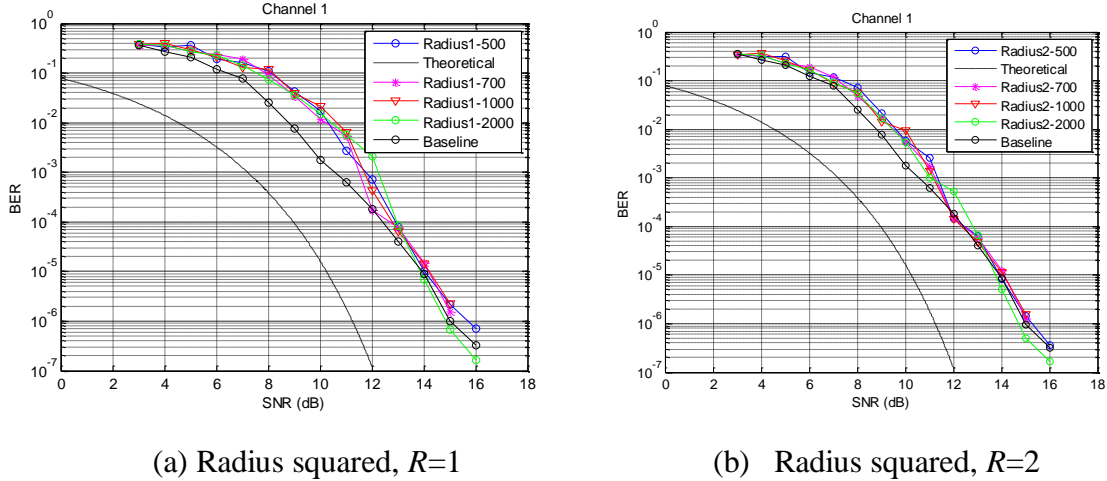 Channel 1
10^0
10^-1
10^-2
10^-3
10^-4
10^-5
10^-6
10^-7
BER
0 2 4 6 8 10 12 14 16 18
SNR (dB)
Radius1-500
Theoretical
Radius1-700
Radius1-1000
Radius1-2000
Baseline
(a) Radius squared, R=1
Channel 1
10^0
10^-1
10^-2
10^-3
10^-4
10^-5
10^-6
10^-7
BER
0 2 4 6 8 10 12 14 16 18
SNR (dB)
Radius2-500
Theoretical
Radius2-700
Radius2-1000
Radius2-2000
Baseline
(b) Radius squared, R=2